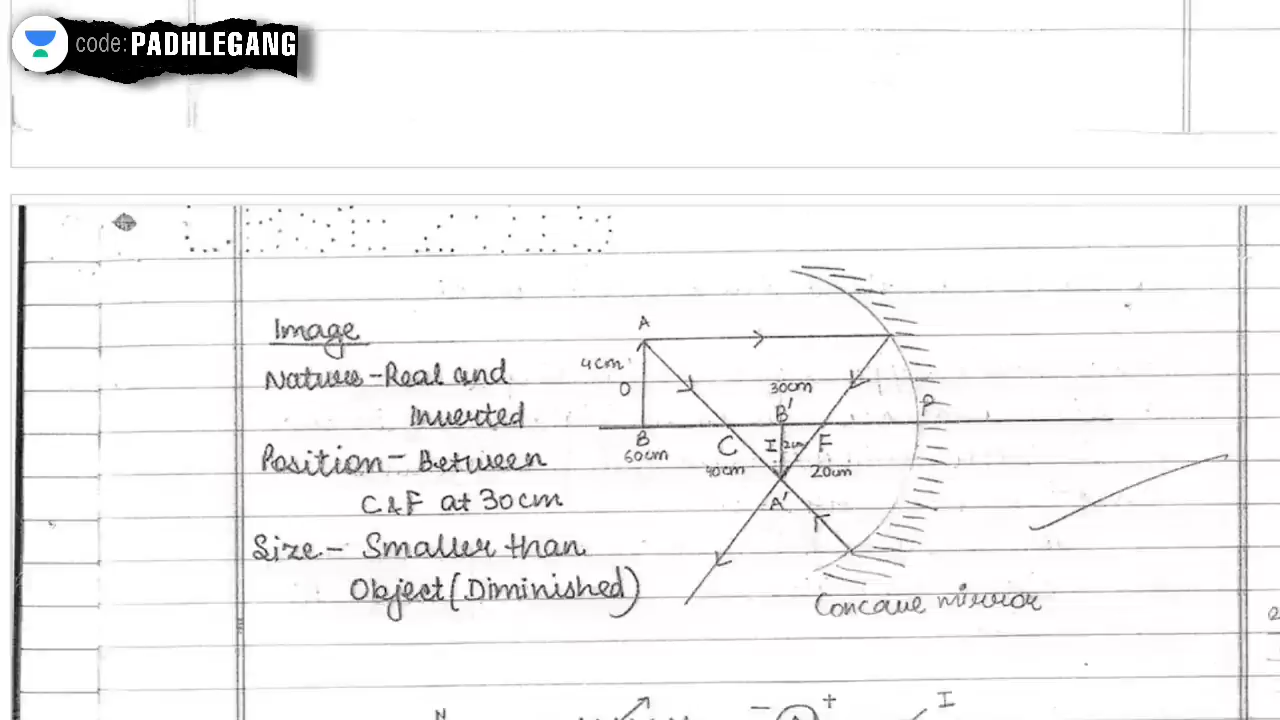 code: PADHLEGANG
Image
Nature - Real and
Inverted
Position - Between
C&F at 30cm
Size - Smaller than
Object (Diminished)
A
4cm
O
B
60cm
C
40cm
30cm
B'
I 2cm
F
20cm
A'
P
Concave mirror
N
- +
I